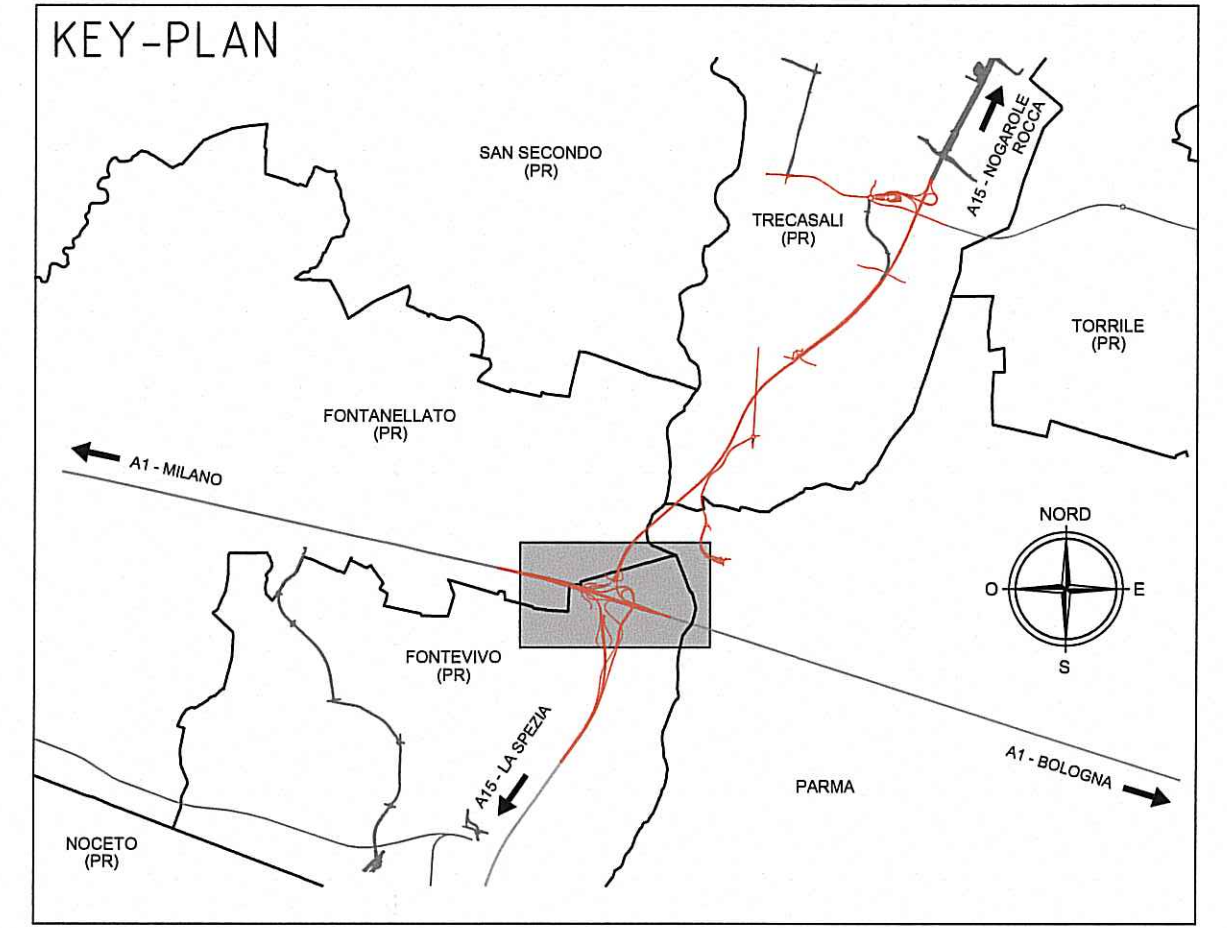 KEY-PLAN
SAN SECONDO
(PR)
A15 - NOGAROLE
ROCCA
TRECASALI
(PR)
TORRILE
(PR)
FONTANELLATO
(PR)
A1 - MILANO
NORD
O
E
S
FONTEVIVO
(PR)
A15 - LA SPEZIA
A1 - BOLOGNA
PARMA
NOCETO
(PR)